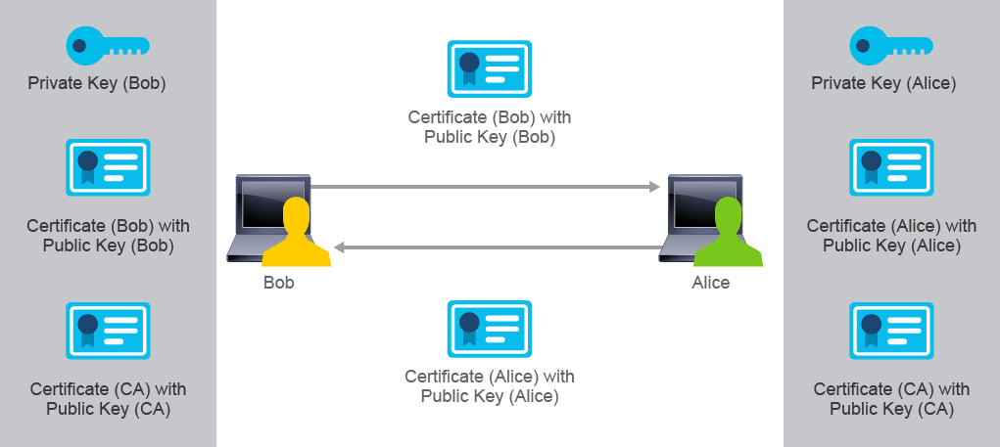 Private Key (Bob)
Certificate (Bob) with
Public Key (Bob)
Certificate (CA) with
Public Key (CA)
Certificate (Bob) with
Public Key (Bob)
Bob
Alice
Certificate (Alice) with
Public Key (Alice)
Private Key (Alice)
Certificate (Alice) with
Public Key (Alice)
Certificate (CA) with
Public Key (CA)